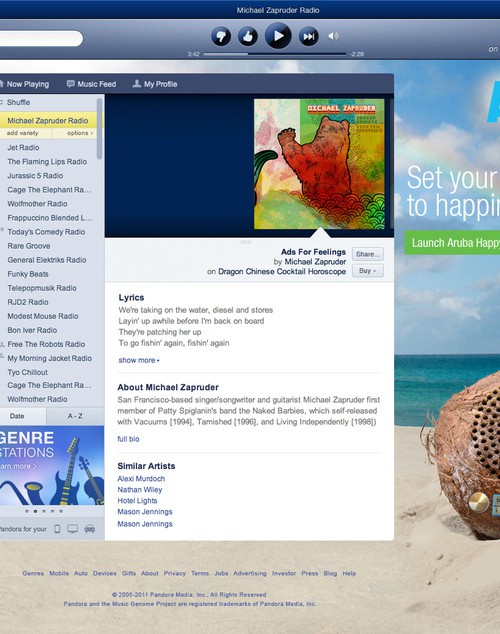 Michael Zapruder Radio
3:42
-2:28
on
Now Playing
Music Feed
My Profile
Shuffle
Michael Zapruder Radio
add variety
options
Jet Radio
The Flaming Lips Radio
Jurassic 5 Radio
Cage The Elephant Ra...
Wolfmother Radio
Frappuccino Blended L...
Today's Comedy Radio
Rare Groove
General Elektriks Radio
Funky Beats
Telepopmusik Radio
RJD2 Radio
Modest Mouse Radio
Bon Iver Radio
Free The Robots Radio
My Morning Jacket Radio
Tyo Chillout
Cage The Elephant Ra...
Wolfmother Radio
Date
A - Z
GENRE
STATIONS
earn more
Pandora for your
MICHAEL ZAPRUDER
Ads For Feelings
by Michael Zapruder
on Dragon Chinese Cocktail Horoscope
Share...
Buy
Lyrics
We're taking on the water, diesel and stores
Layin' up awhile before I'm back on board
They're patching her up
To go fishin' again, fishin' again
show more
About Michael Zapruder
San Francisco-based singer/songwriter and guitarist Michael Zapruder first
member of Patty Spiglanin's band the Naked Barbies, which self-released
with Vacuums [1994], Tarnished [1996], and Living Independently [1998])
full bio
Similar Artists
Alexi Murdoch
Nathan Wiley
Hotel Lights
Mason Jennings
Mason Jennings
Set your
to happin
Launch Aruba Happy
Genres Mobile Auto Devices Gifts About Privacy Terms Jobs Advertising Investor Press Blog Help
© 2005-2011 Pandora Media, Inc., All Rights Reserved
Pandora and the Music Genome Project are registered trademarks of Pandora Media, Inc.